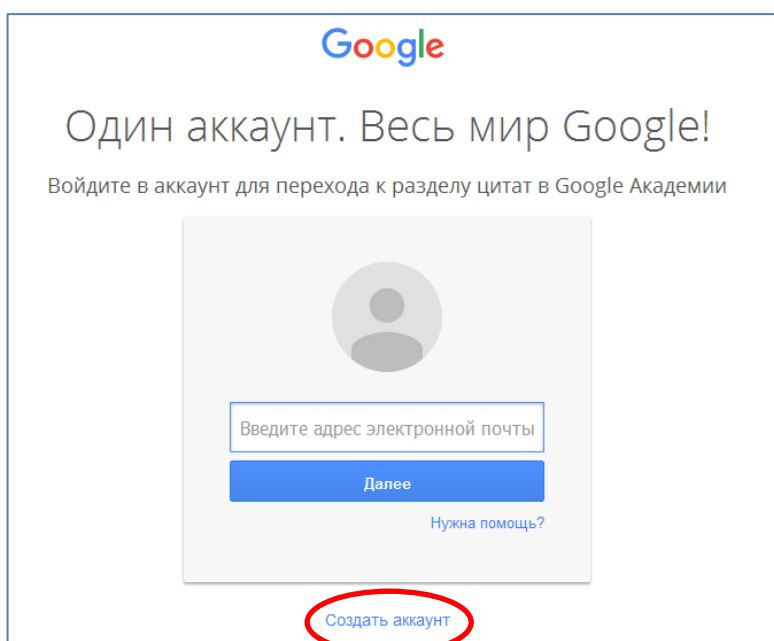 Google
Один аккаунт. Весь мир Google!
Войдите в аккаунт для перехода к разделу цитат в Google Академии
Введите адрес электронной почты
Далее
Нужна помощь?
Создать аккаунт